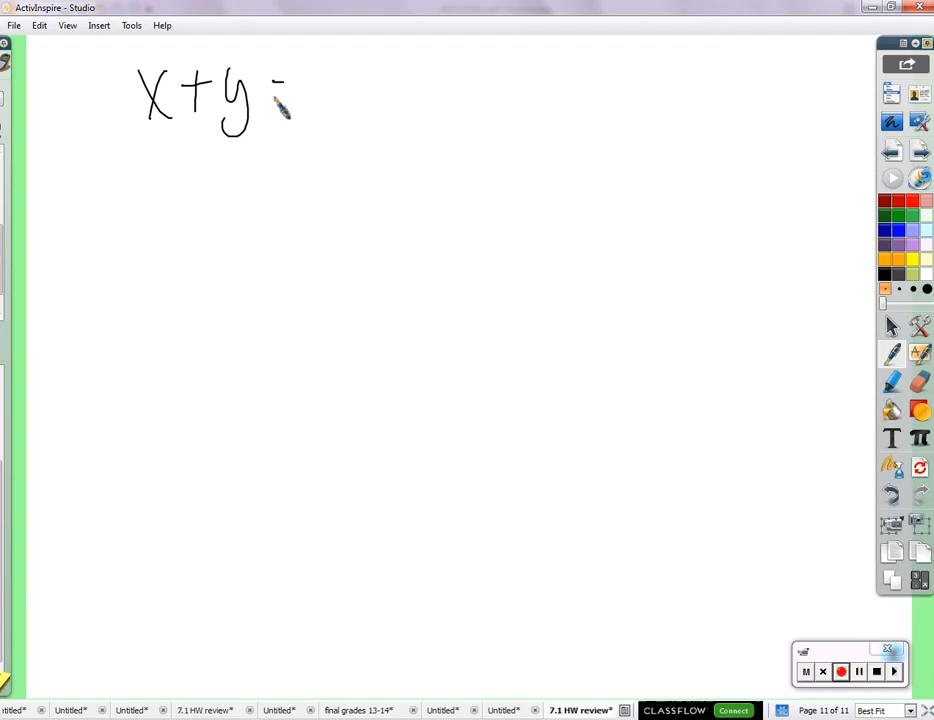 ActivInspire - Studio
File Edit View Insert Tools Help
x + y =
M
Untitled* Untitled* 7.1 HW review* Untitled* final grades 13-14* Untitled* Untitled* 7.1 HW review* CLASSFLOW Connect Page 11 of 11 Best Fit